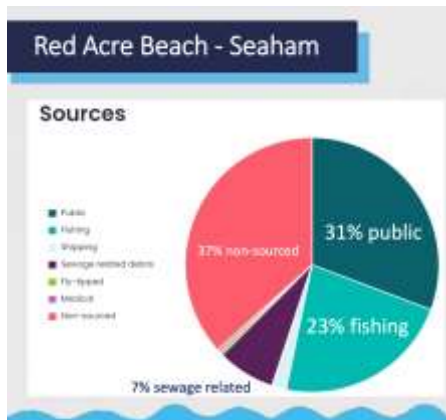 Red Acre Beach - Seaham
Sources
Public
Fishing
Shipping
Sewage related debris
Fly-tipped
Medical
Non-sourced
37% non-sourced
31% public
23% fishing
7% sewage related